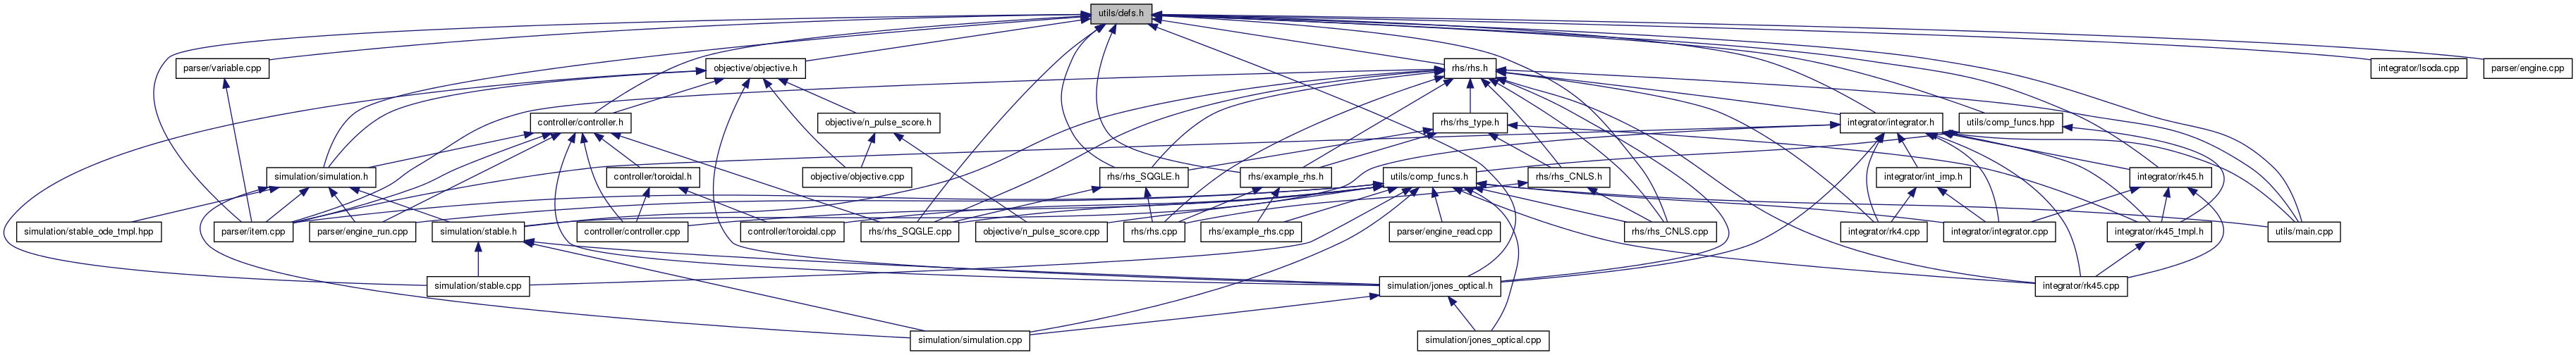 utils/defs.h
parser/variable.cpp
objective/objective.h
rhs/rhs.h
integrator/lsoda.cpp
parser/engine.cpp
controller/controller.h
objective/n_pulse_score.h
rhs/rhs_type.h
integrator/integrator.h
utils/comp_funcs.hpp
simulation/simulation.h
controller/toroidal.h
objective/objective.cpp
rhs/rhs_SQGLE.h
rhs/example_rhs.h
utils/comp_funcs.h
rhs/rhs_CNLS.h
integrator/int_imp.h
integrator/rk45.h
simulation/stable_ode_tmpl.hpp
parser/item.cpp
parser/engine_run.cpp
simulation/stable.h
controller/controller.cpp
controller/toroidal.cpp
rhs/rhs_SQGLE.cpp
objective/n_pulse_score.cpp
rhs/rhs.cpp
rhs/example_rhs.cpp
parser/engine_read.cpp
rhs/rhs_CNLS.cpp
integrator/rk4.cpp
integrator/integrator.cpp
integrator/rk45_tmpl.h
utils/main.cpp
simulation/stable.cpp
simulation/jones_optical.h
integrator/rk45.cpp
simulation/simulation.cpp
simulation/jones_optical.cpp